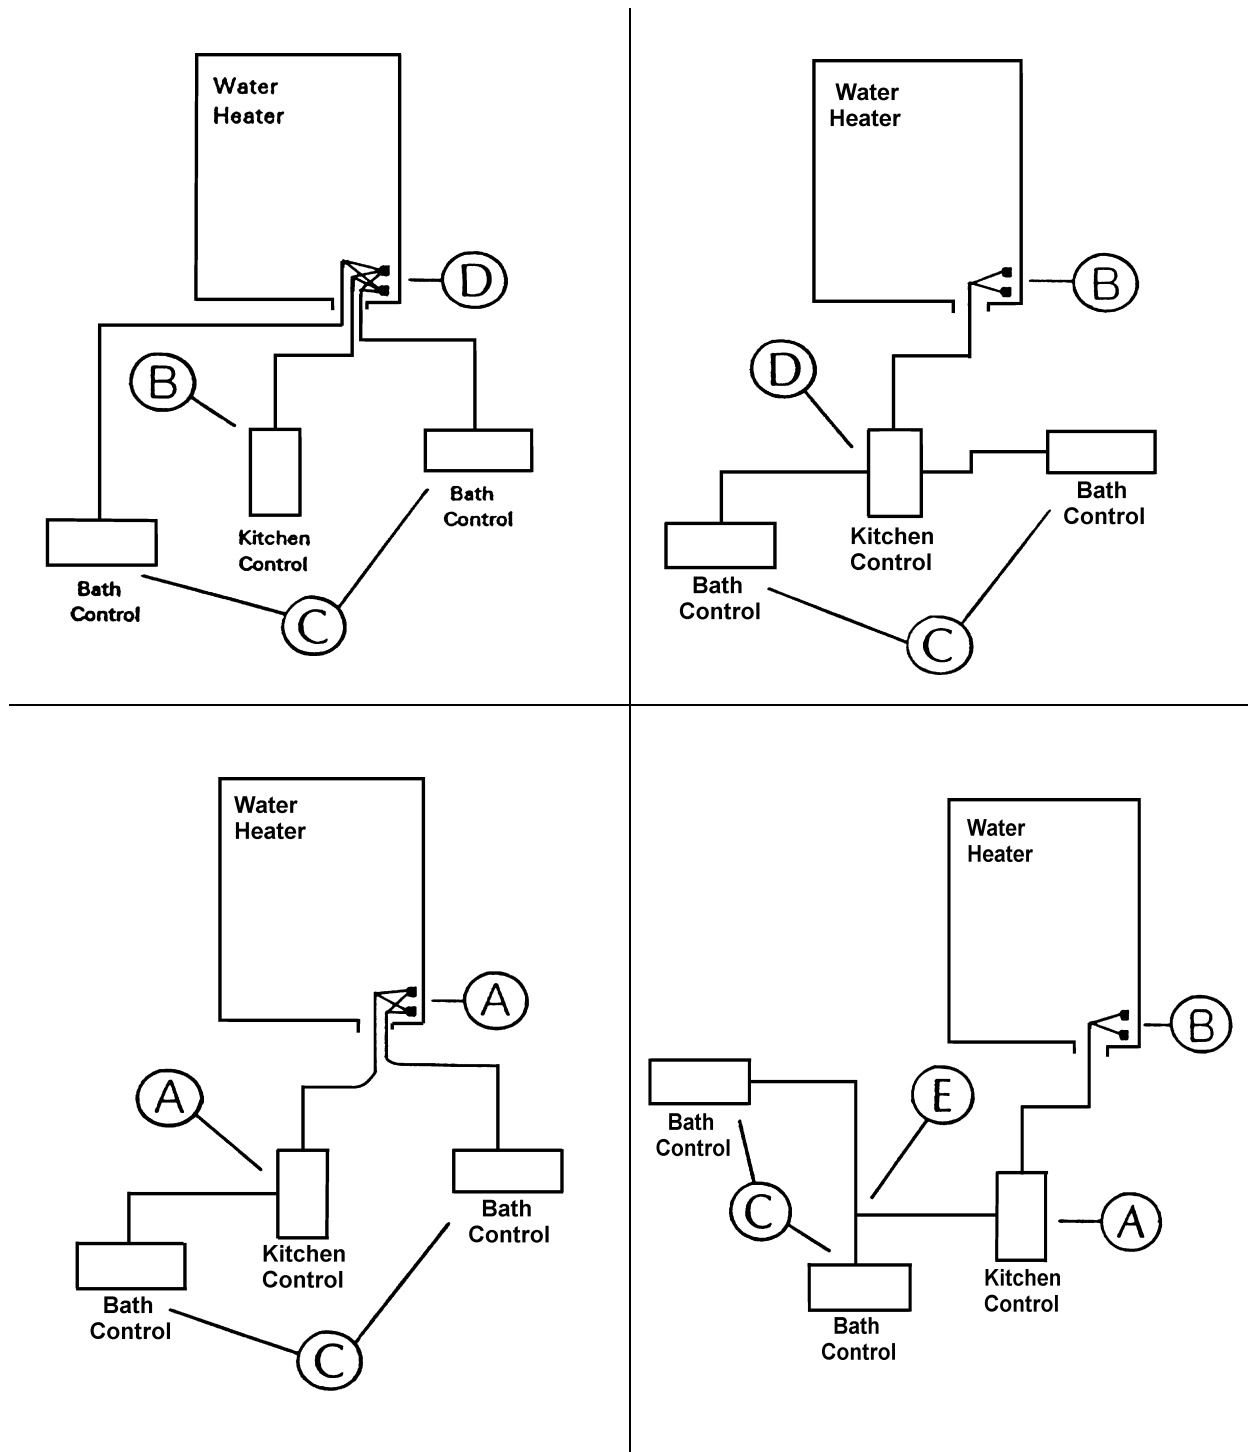 Water
Heater
D
B
Bath
Control
Kitchen
Control
Bath
Control
C
Water
Heater
B
D
Bath
Control
Kitchen
Control
Bath
Control
C
Water
Heater
A
A
Bath
Control
Kitchen
Control
Bath
Control
C
Water
Heater
B
E
Bath
Control
C
A
Kitchen
Control
Bath
Control